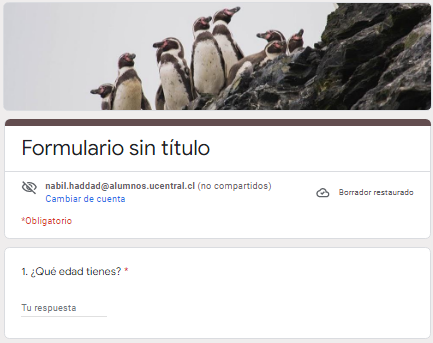 Formulario sin título
nabil.haddad@alumnos.ucentral.cl (no compartidos)
Cambiar de cuenta
Borrador restaurado
*Obligatorio
1. ¿Qué edad tienes? *
Tu respuesta